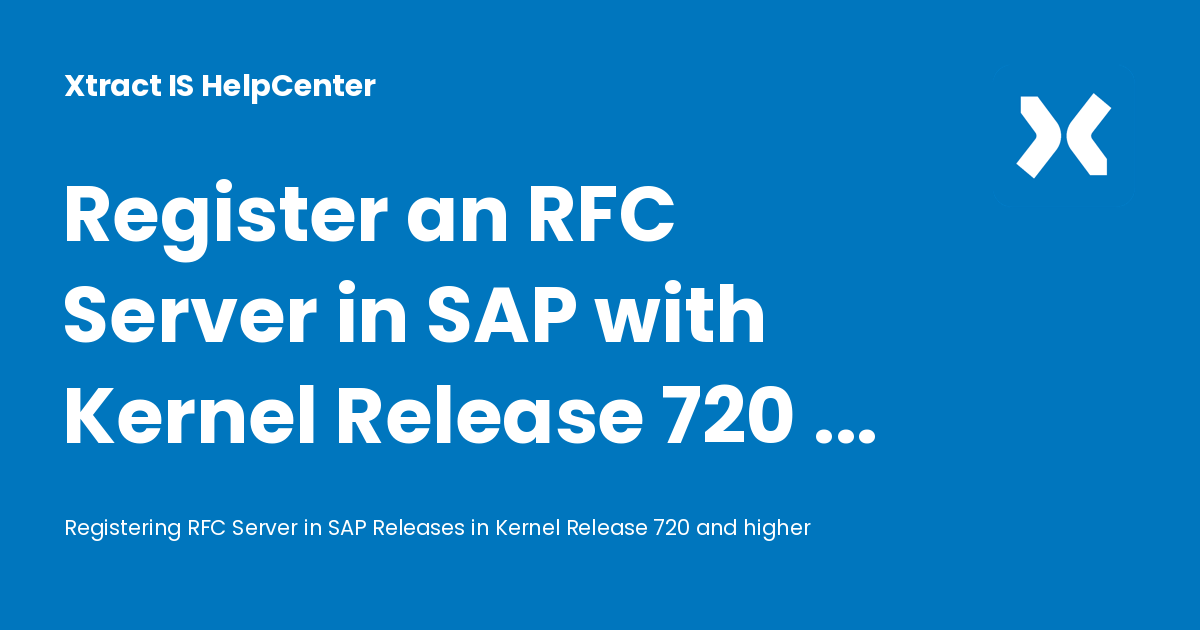 Xtract IS HelpCenter
Register an RFC
Server in SAP with
Kernel Release 720 ...
Registering RFC Server in SAP Releases in Kernel Release 720 and higher